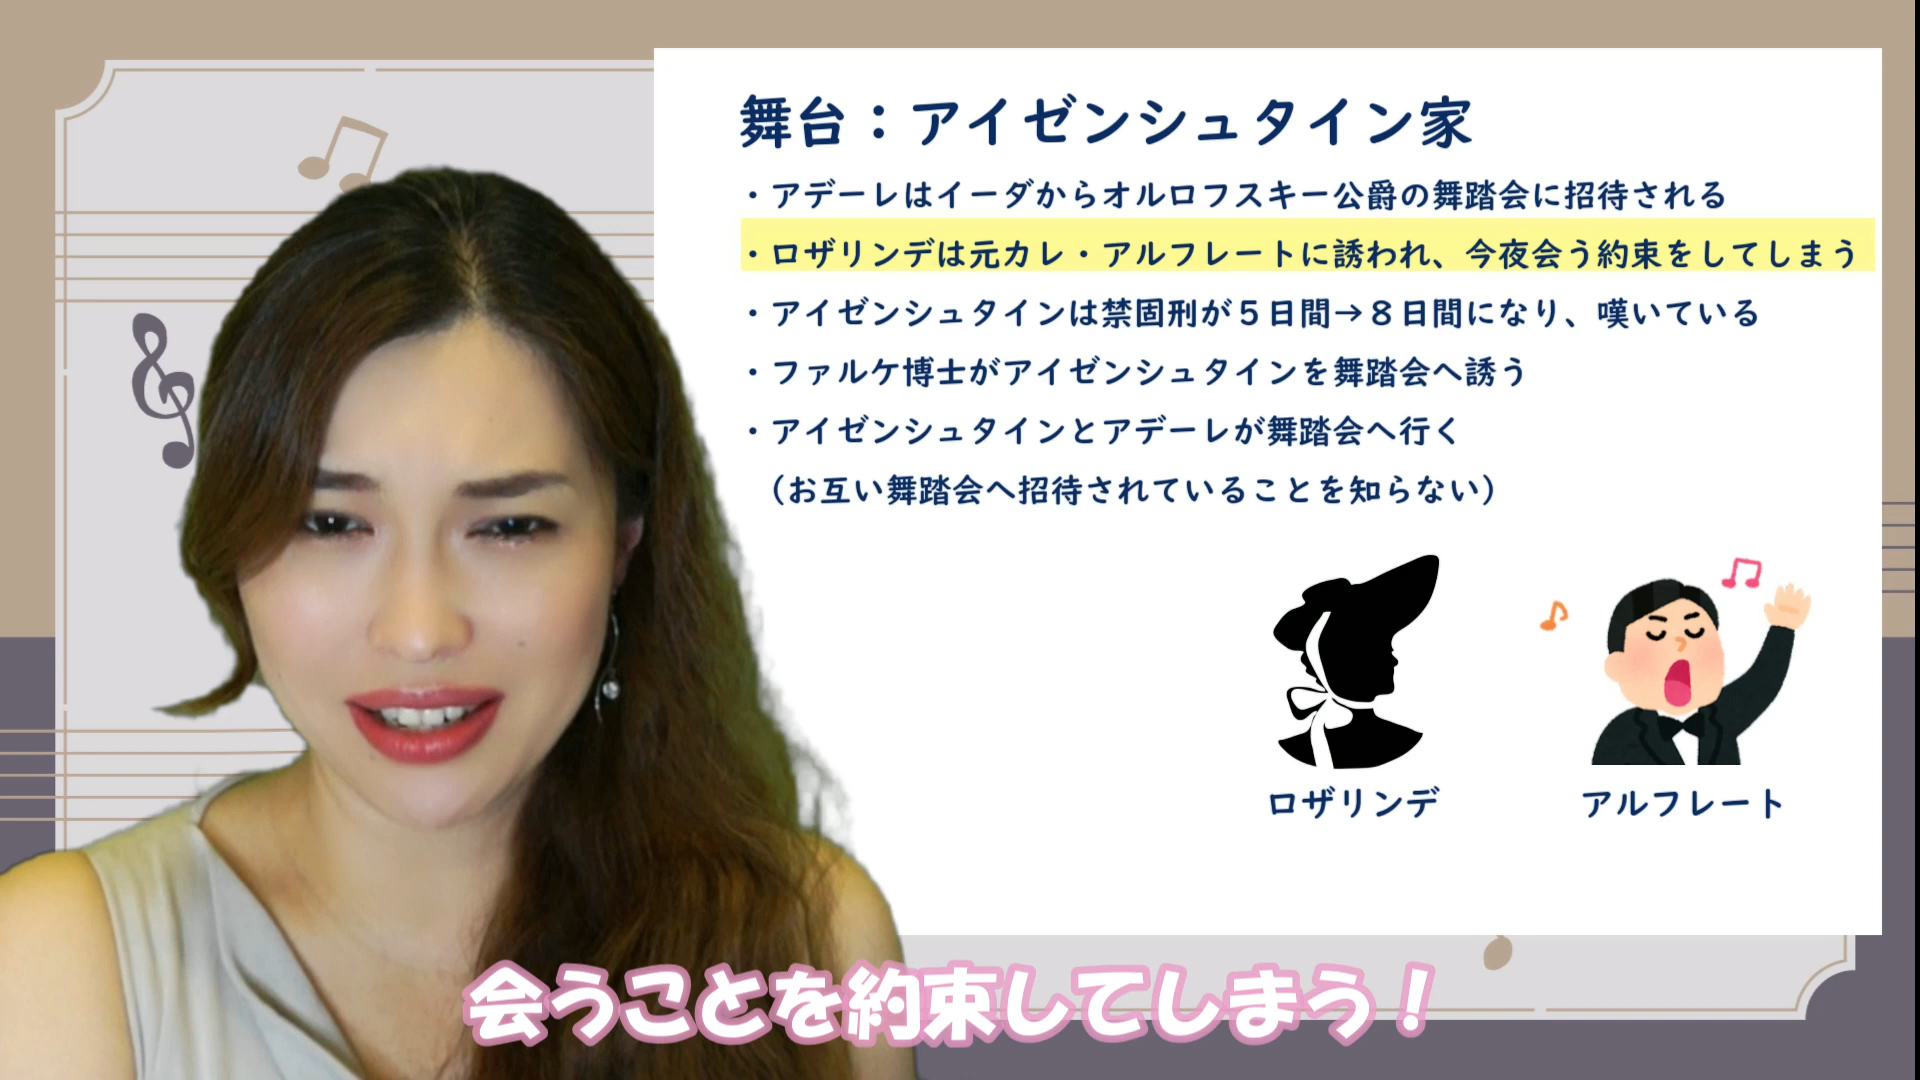 舞台：アイゼンシュタイン家
・アデーレはイーダからオルロフスキー公爵の舞踏会に招待される
・ロザリンデは元カレ・アルフレートに誘われ、今夜会う約束をしてしまう
・アイゼンシュタインは禁固刑が５日間→８日間になり、嘆いている
・ファルケ博士がアイゼンシュタインを舞踏会へ誘う
・アイゼンシュタインとアデーレが舞踏会へ行く
（お互い舞踏会へ招待されていることを知らない）
ロザリンデ
アルフレート
会うことを約束してしまう！